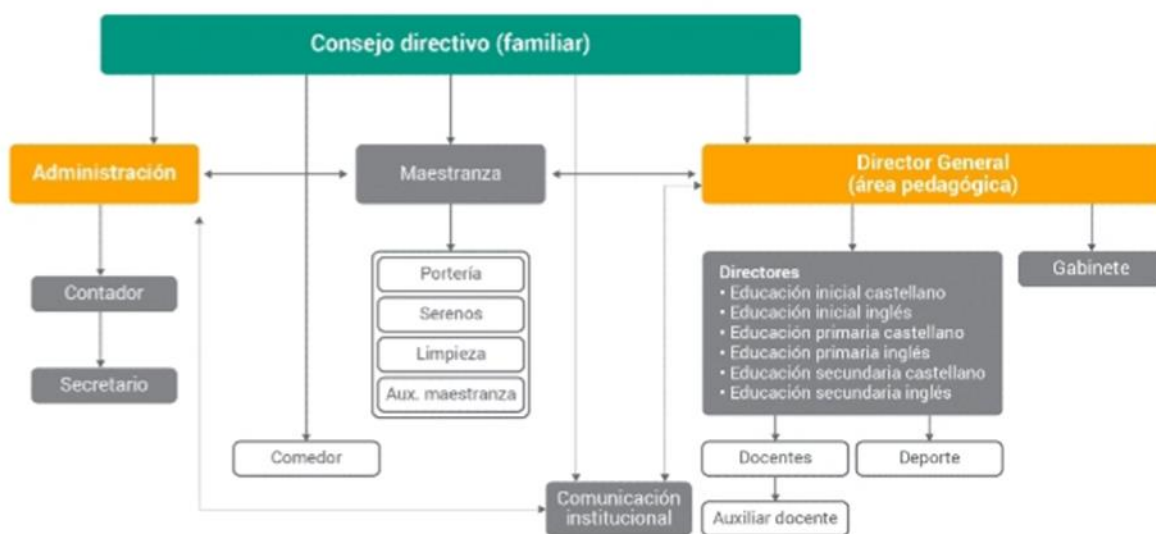 Consejo directivo (familiar)
Administración
Maestranza
Director General
(área pedagógica)
Contador
Secretario
Portería
Serenos
Limpieza
Aux. maestranza
Comedor
Comunicación
institucional
Directores
• Educación inicial castellano
• Educación inicial inglés
• Educación primaria castellano
• Educación primaria inglés
• Educación secundaria castellano
• Educación secundaria inglés
Gabinete
Docentes
Deporte
Auxiliar docente